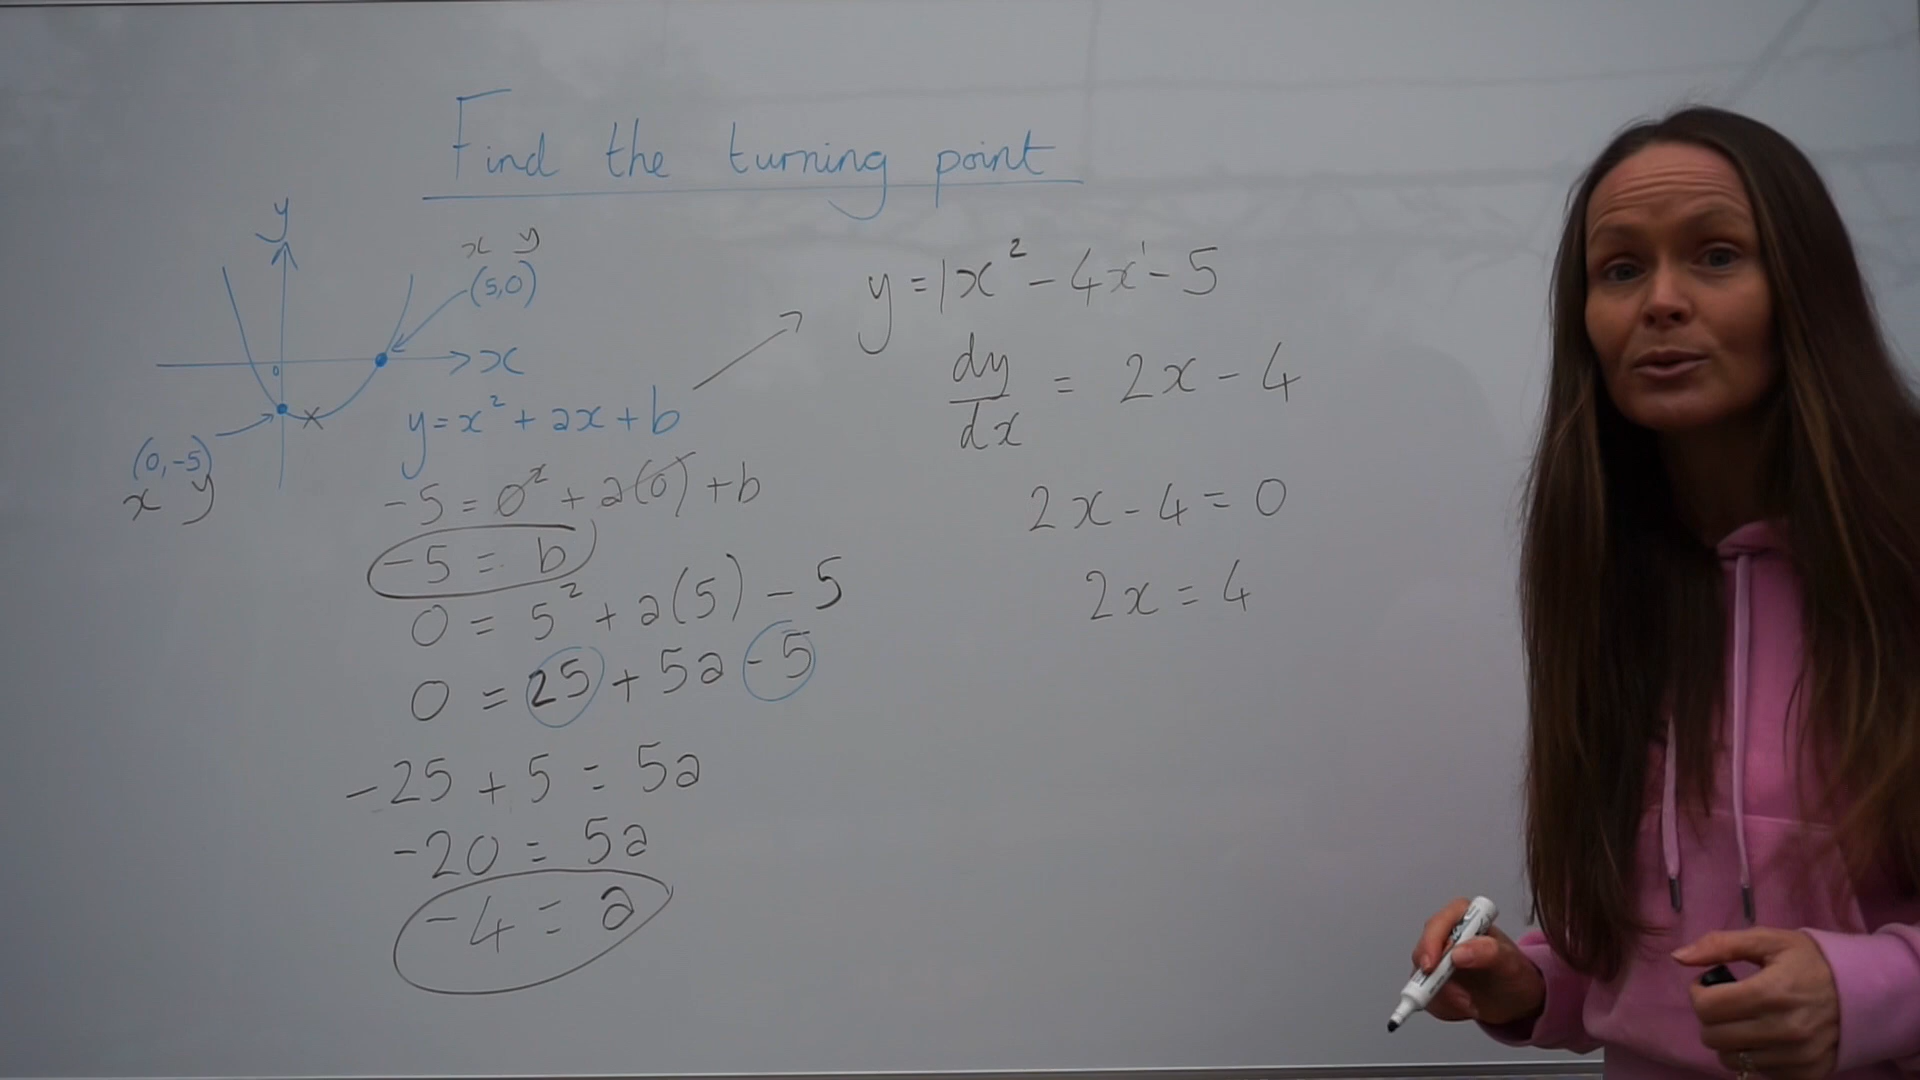 Find the turning point
y
x y
(5,0)
0
x
(0,-5)
x y
y=x²+ax+b
-5=0²+a(0)+b
-5=b
0=5²+a(5)-5
0=25+5a-5
-25+5=5a
-20=5a
-4=a
y=1x²-4x¹-5
dy/dx = 2x-4
2x-4=0
2x=4